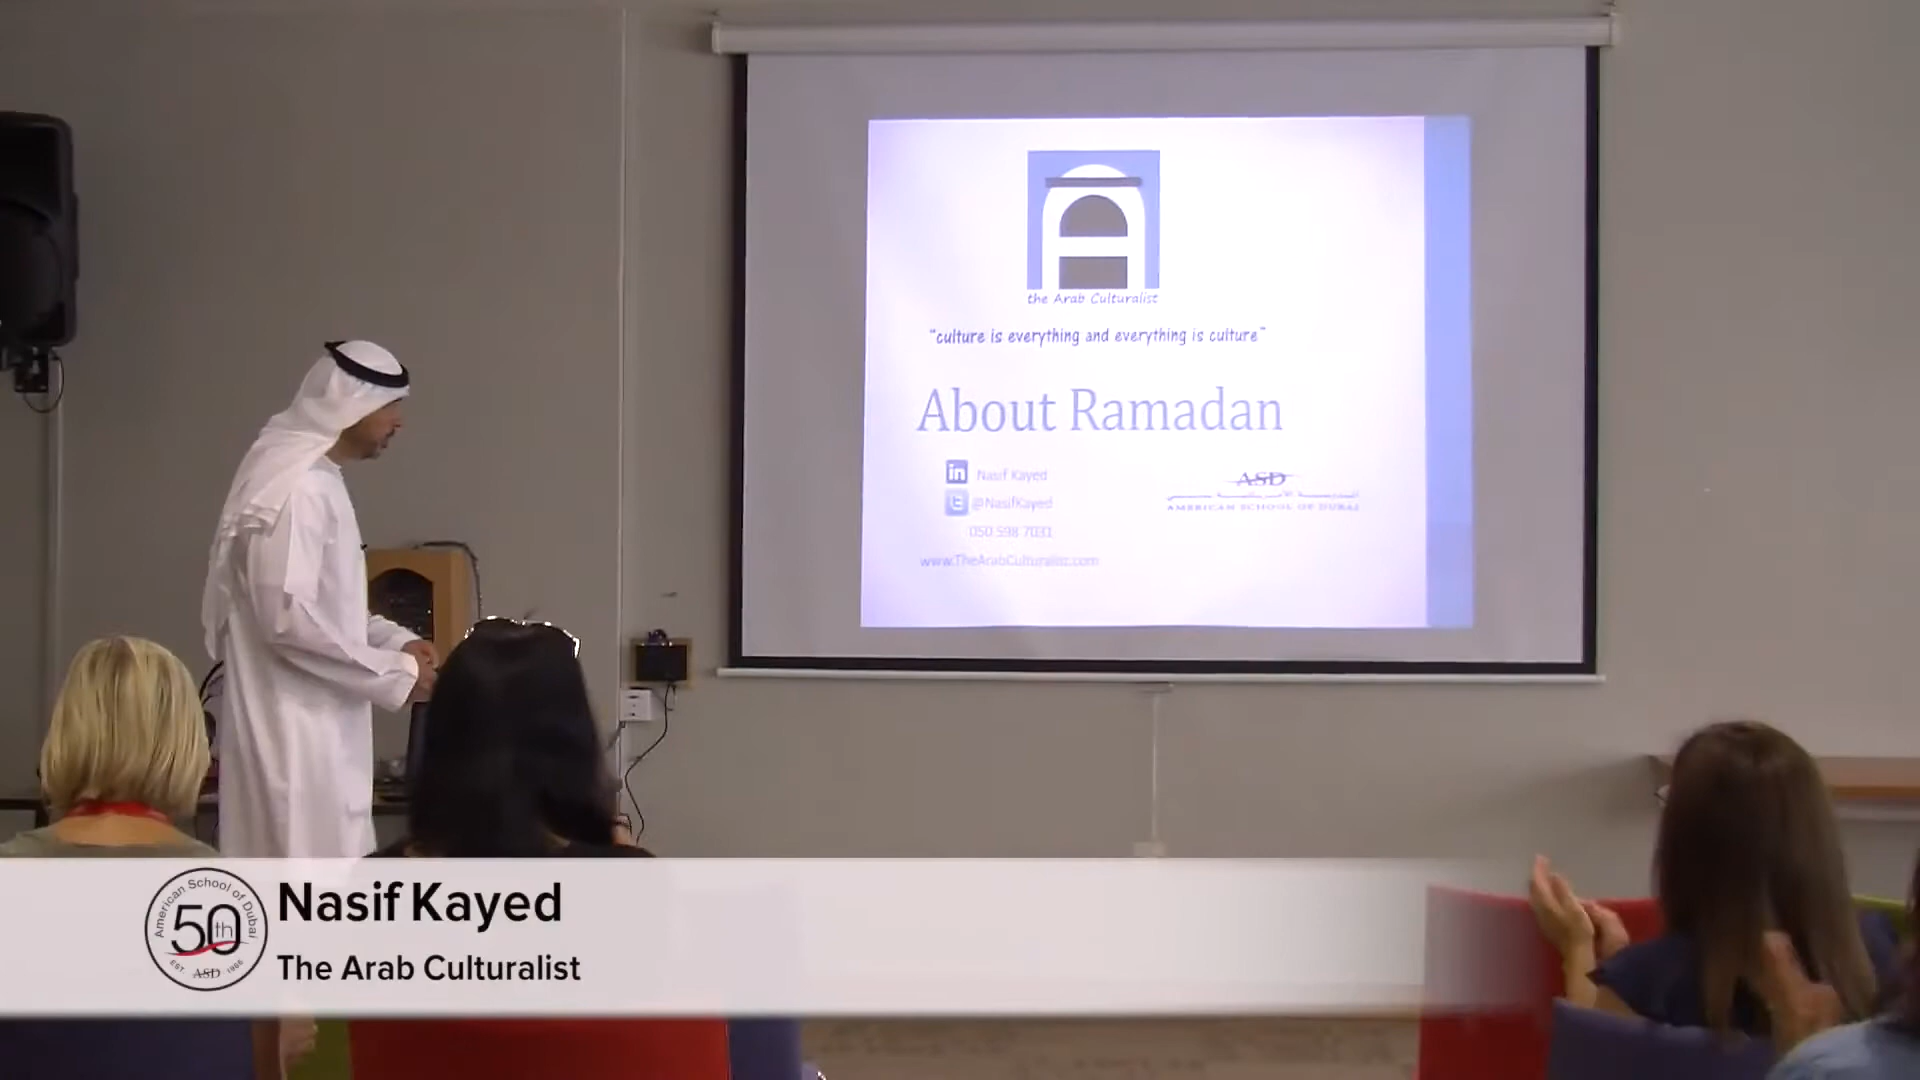 the Arab Culturalist
"culture is everything and everything is culture"
About Ramadan
in Nasif Kayed
t @NasifKayed
050 598 7031
www.TheArabCulturalist.com
ASD
AMERICAN SCHOOL OF DUBAI
American School of Dubai
50th
EST. ASD 1966
Nasif Kayed
The Arab Culturalist